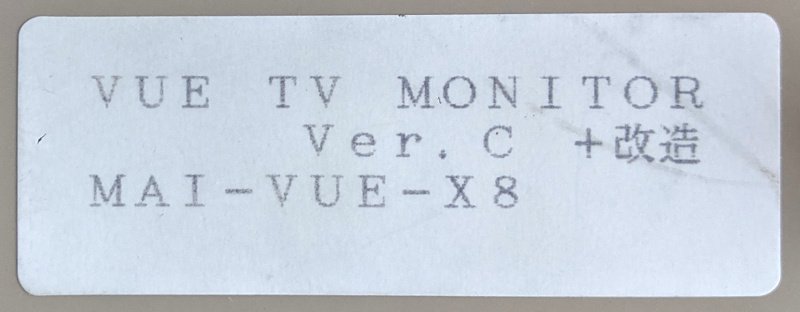 VUE TV MONITOR
Ver.C +改造
MAI-VUE-X8